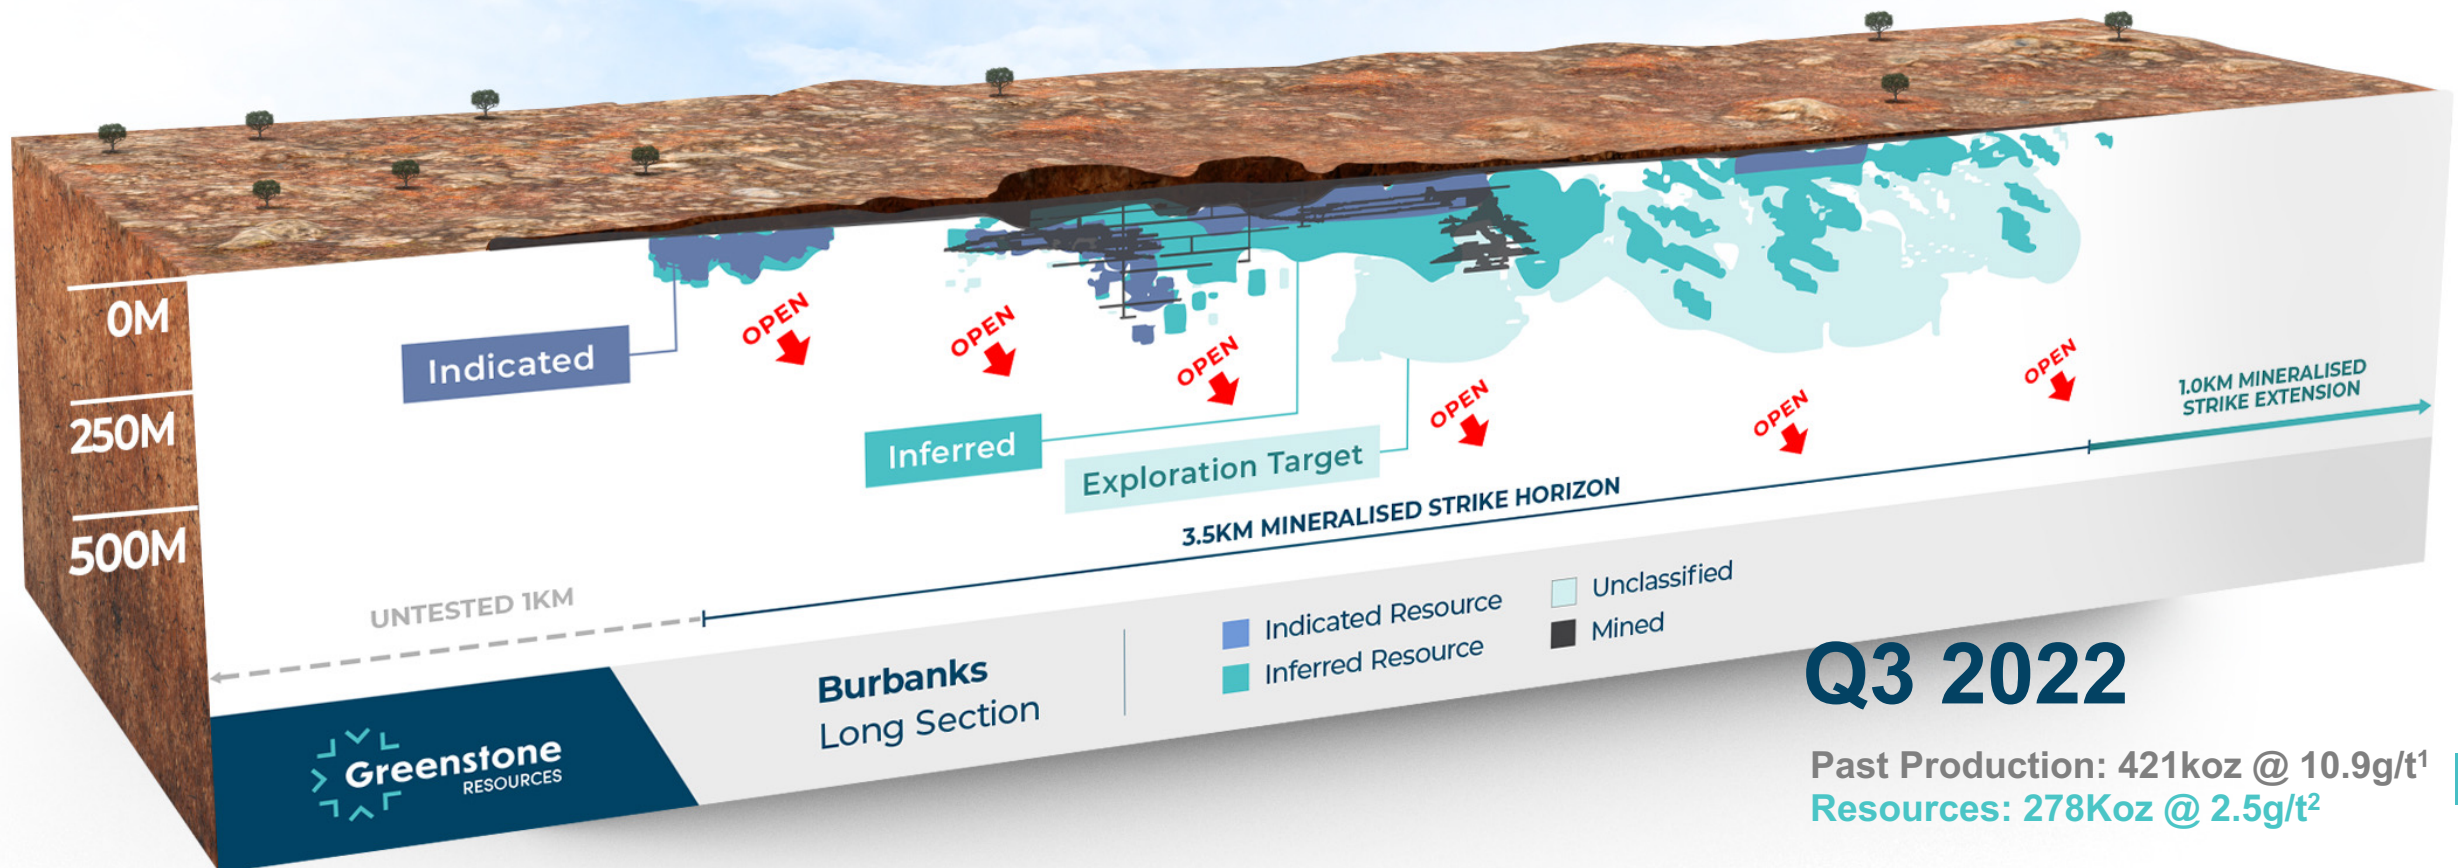 0M
250M
500M
Indicated
Inferred
Exploration Target
OPEN
OPEN
OPEN
OPEN
OPEN
OPEN
1.0KM MINERALISED
STRIKE EXTENSION
3.5KM MINERALISED STRIKE HORIZON
UNTESTED 1KM
Greenstone
RESOURCES
Burbanks
Long Section
Indicated Resource
Inferred Resource
Unclassified
Mined
Q3 2022
Past Production: 421koz @ 10.9g/t¹
Resources: 278Koz @ 2.5g/t²